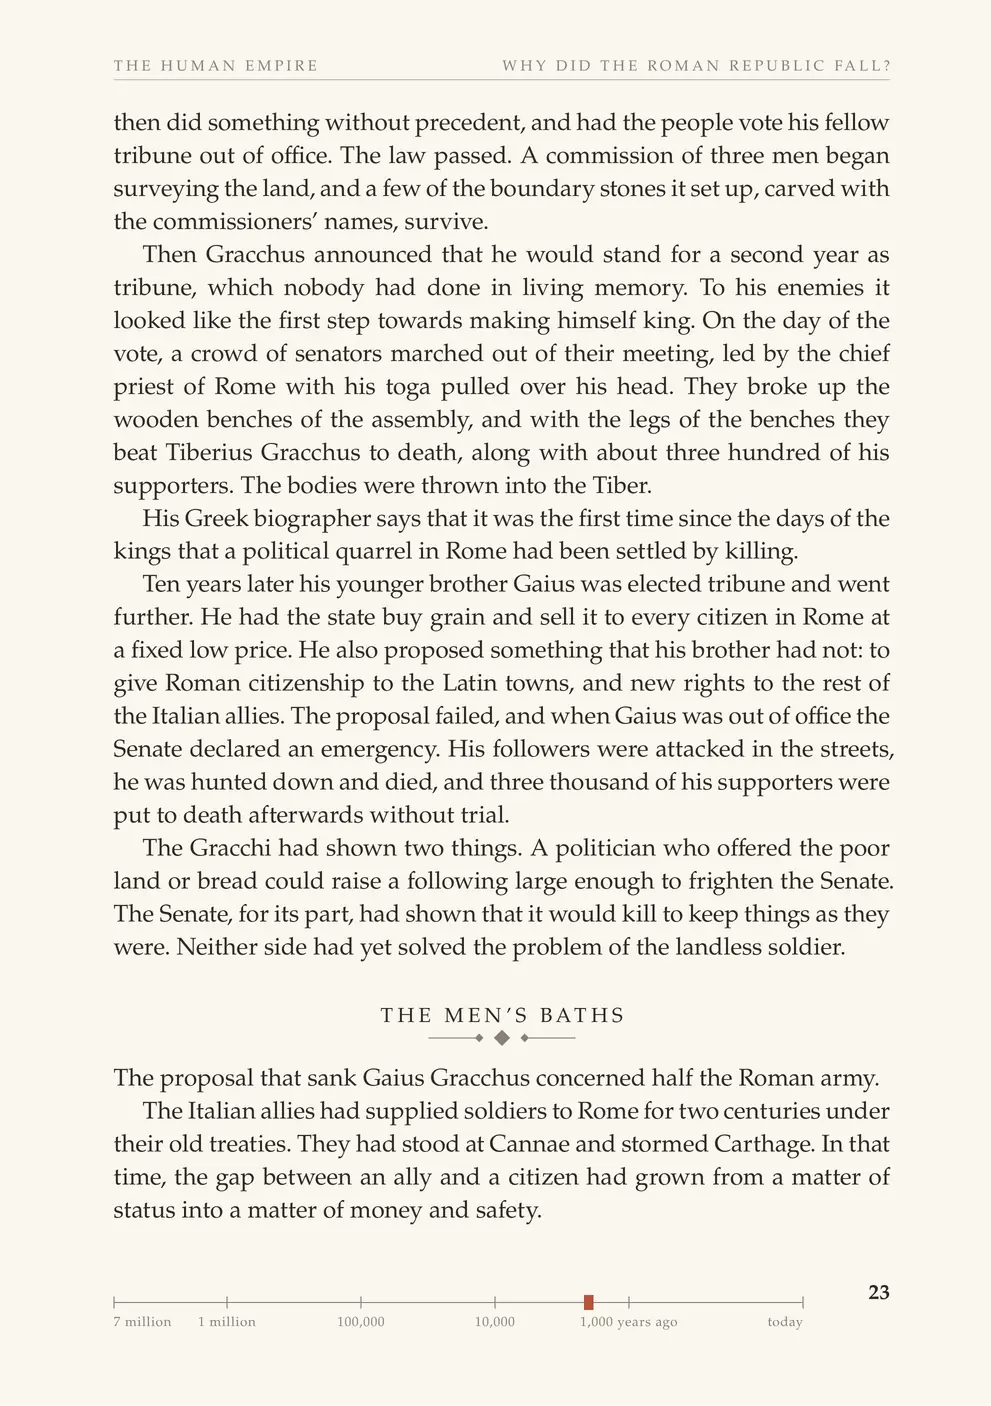 THE HUMAN EMPIRE
WHY DID THE ROMAN REPUBLIC FALL?
then did something without precedent, and had the people vote his fellow
tribune out of office. The law passed. A commission of three men began
surveying the land, and a few of the boundary stones it set up, carved with
the commissioners’ names, survive.
Then Gracchus announced that he would stand for a second year as
tribune, which nobody had done in living memory. To his enemies it
looked like the first step towards making himself king. On the day of the
vote, a crowd of senators marched out of their meeting, led by the chief
priest of Rome with his toga pulled over his head. They broke up the
wooden benches of the assembly, and with the legs of the benches they
beat Tiberius Gracchus to death, along with about three hundred of his
supporters. The bodies were thrown into the Tiber.
His Greek biographer says that it was the first time since the days of the
kings that a political quarrel in Rome had been settled by killing.
Ten years later his younger brother Gaius was elected tribune and went
further. He had the state buy grain and sell it to every citizen in Rome at
a fixed low price. He also proposed something that his brother had not: to
give Roman citizenship to the Latin towns, and new rights to the rest of
the Italian allies. The proposal failed, and when Gaius was out of office the
Senate declared an emergency. His followers were attacked in the streets,
he was hunted down and died, and three thousand of his supporters were
put to death afterwards without trial.
The Gracchi had shown two things. A politician who offered the poor
land or bread could raise a following large enough to frighten the Senate.
The Senate, for its part, had shown that it would kill to keep things as they
were. Neither side had yet solved the problem of the landless soldier.
THE MEN’S BATHS
The proposal that sank Gaius Gracchus concerned half the Roman army.
The Italian allies had supplied soldiers to Rome for two centuries under
their old treaties. They had stood at Cannae and stormed Carthage. In that
time, the gap between an ally and a citizen had grown from a matter of
status into a matter of money and safety.
23
7 million 1 million 100,000 10,000 1,000 years ago today